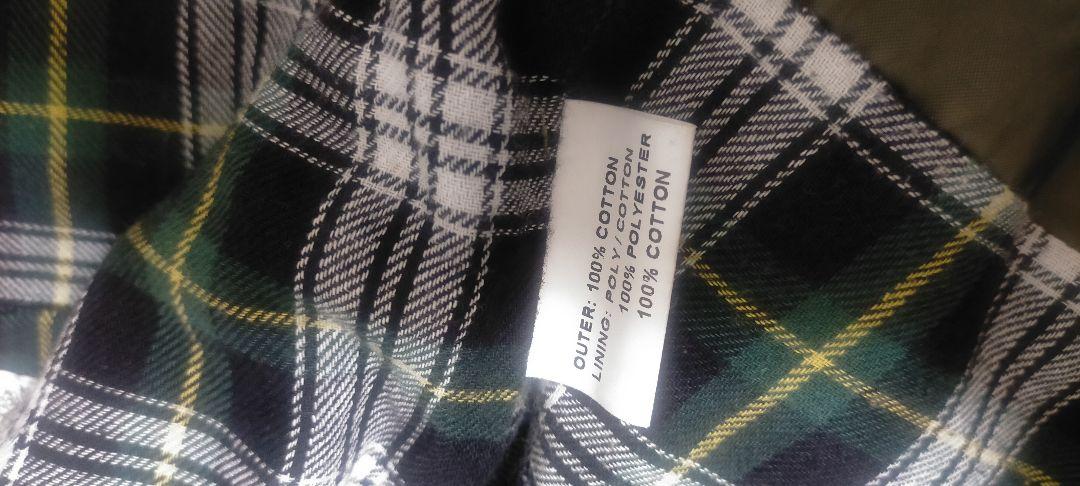 OUTER: 100% COTTON
LINING: POLY/COTTON
100% POLYESTER
100% COTTON